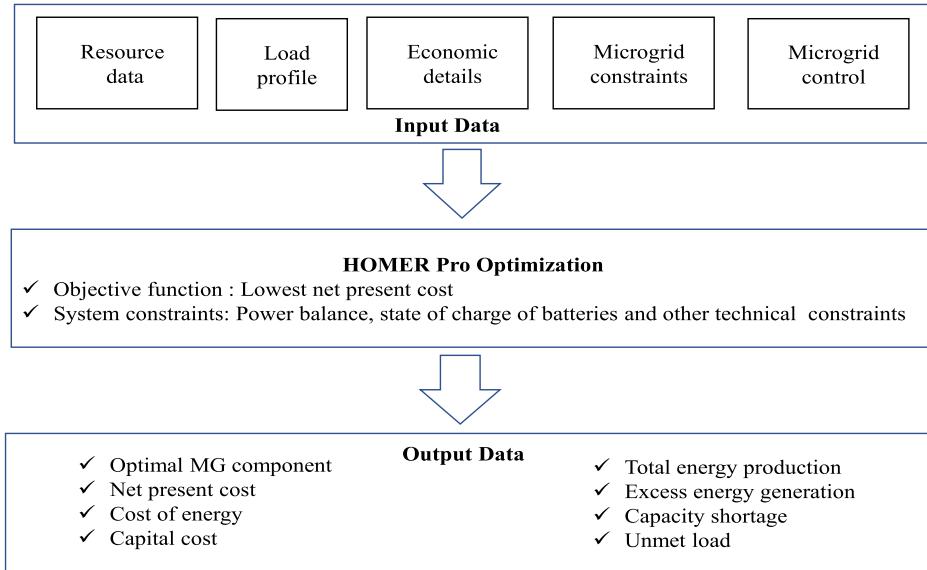 Resource
data
Load
profile
Economic
details
Microgrid
constraints
Microgrid
control
Input Data
HOMER Pro Optimization
✓ Objective function : Lowest net present cost
✓ System constraints: Power balance, state of charge of batteries and other technical constraints
Output Data
✓ Optimal MG component
✓ Net present cost
✓ Cost of energy
✓ Capital cost
✓ Total energy production
✓ Excess energy generation
✓ Capacity shortage
✓ Unmet load